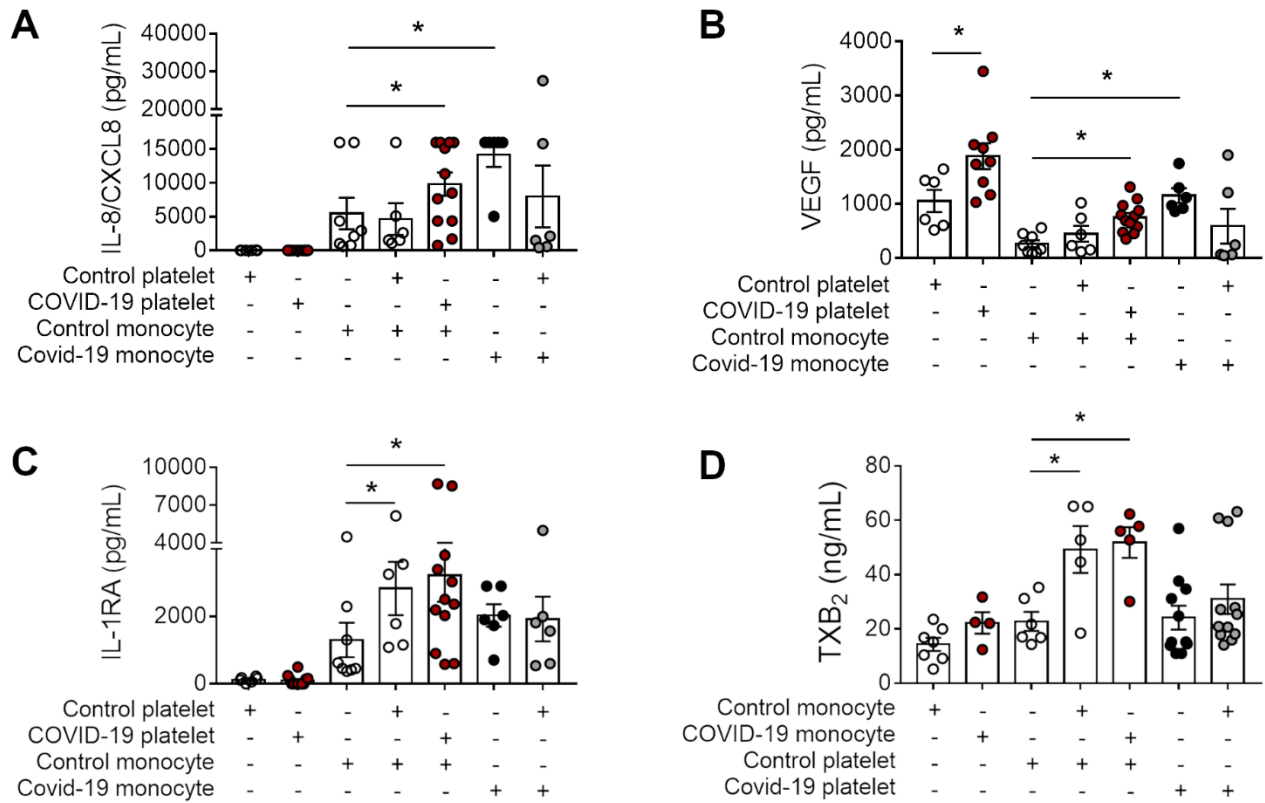 A
IL-8/CXCL8 (pg/mL)
40000
30000
20000
15000
10000
5000
0
*
*
Control platelet - + - - + - - +
COVID-19 platelet - + - - + - -
Control monocyte - - + + + - -
Covid-19 monocyte - - - - - + +
B
VEGF (pg/mL)
4000
3000
2000
1000
0
*
*
*
Control platelet + - - + - - +
COVID-19 platelet - + - - + - -
Control monocyte - - + + + - -
Covid-19 monocyte - - - - - + +
C
IL-1RA (pg/mL)
10000
7000
4000
2000
0
*
*
Control platelet + - - + - - +
COVID-19 platelet - + - - + - -
Control monocyte - - + + + - -
Covid-19 monocyte - - - - - + +
D
TXB2 (ng/mL)
80
60
40
20
0
*
*
Control monocyte + - - + - - +
COVID-19 monocyte - + - - + - -
Control platelet - - + + + - -
Covid-19 platelet - - - - - + +